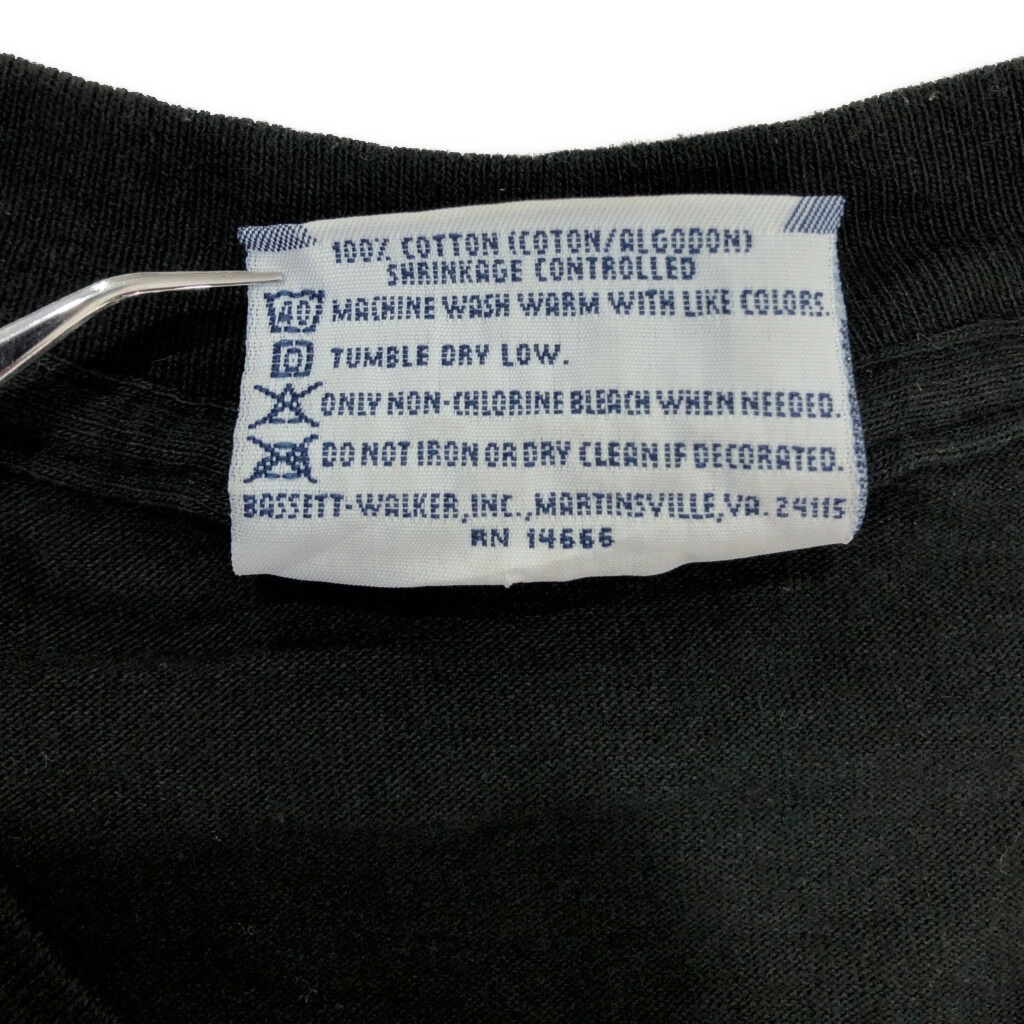 100% COTTON (COTON/ALGODON)
SHRINKAGE CONTROLLED
40 MACHINE WASH WARM WITH LIKE COLORS.
TUMBLE DRY LOW.
ONLY NON-CHLORINE BLEACH WHEN NEEDED.
DO NOT IRON OR DRY CLEAN IF DECORATED.
BASSETT-WALKER, INC., MARTINSVILLE, VA. 24115
RN 14666